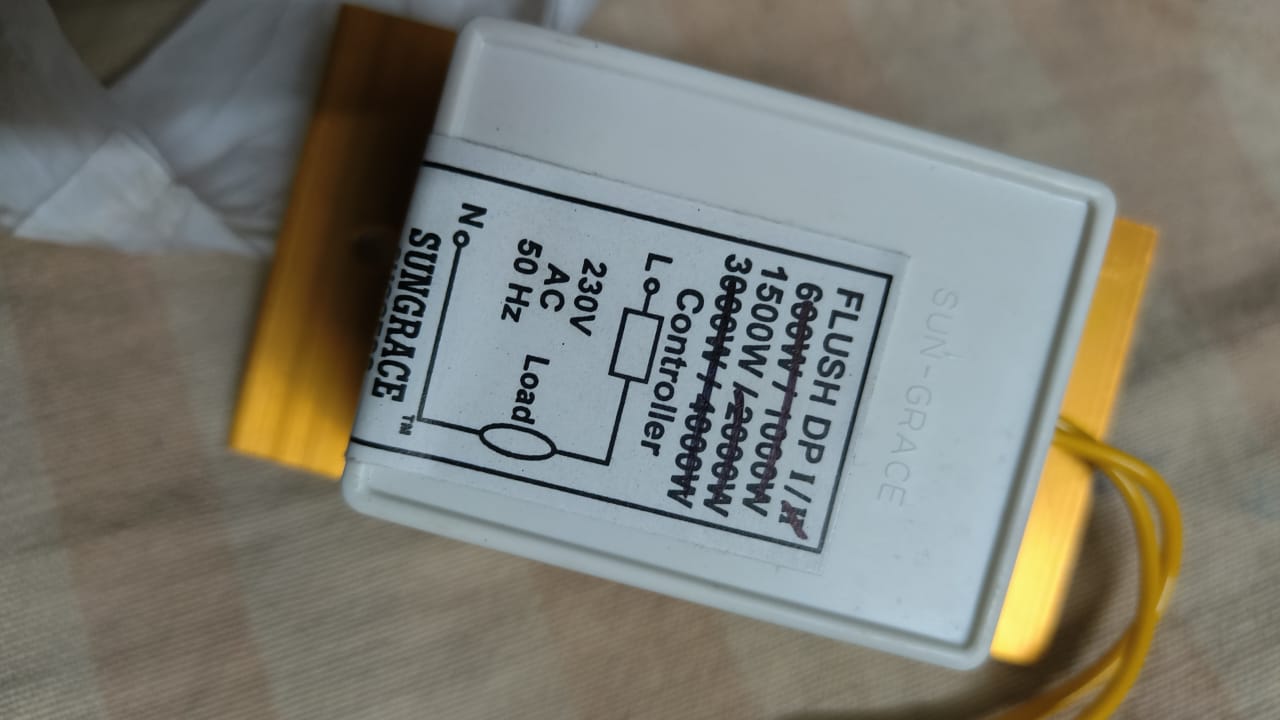 SUN-GRACE
FLUSH DP I/II
600W / 1000W
1500W / 2000W
3000W / 4000W
Controller
L
230V
AC
50 Hz
Load
N
SUNGRACE™